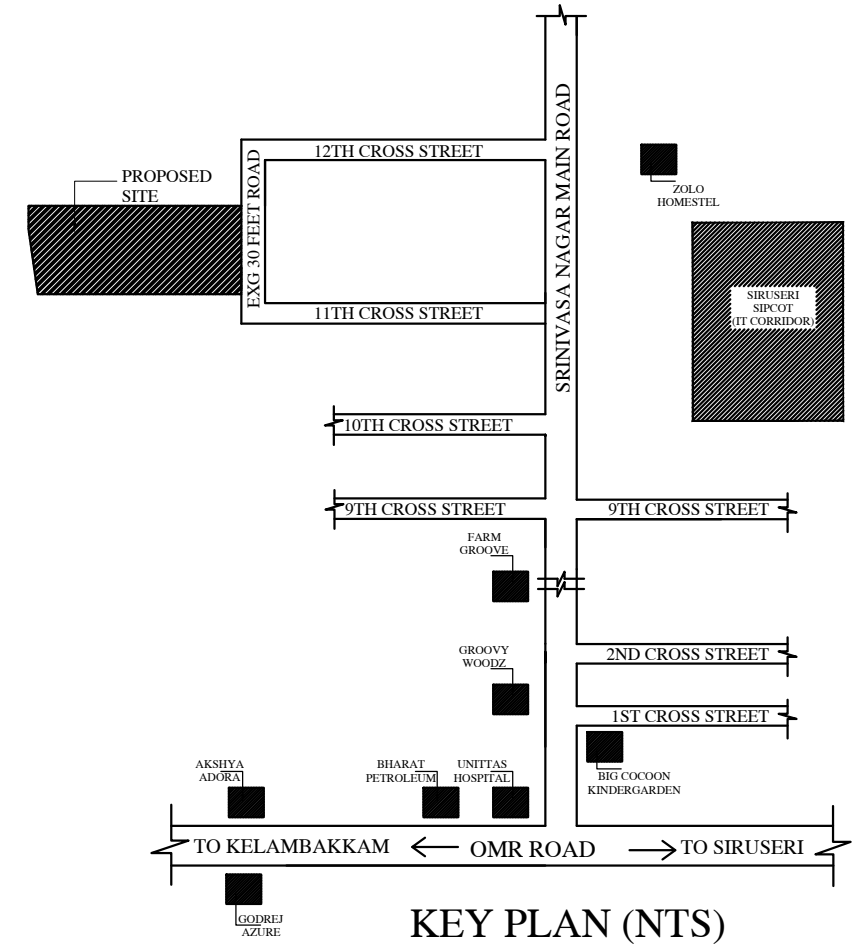 12TH CROSS STREET
PROPOSED
SITE
EXG 30 FEET ROAD
SRINIVASA NAGAR MAIN ROAD
ZOLO
HOMESTEL
SIRUSERI
SIPCOT
(IT CORRIDOR)
11TH CROSS STREET
10TH CROSS STREET
9TH CROSS STREET
9TH CROSS STREET
FARM
GROOVE
GROOVY
WOODZ
2ND CROSS STREET
1ST CROSS STREET
AKSHYA
ADORA
BHARAT
PETROLEUM
UNITTAS
HOSPITAL
BIG COCOON
KINDERGARDEN
TO KELAMBAKKAM
OMR ROAD
TO SIRUSERI
GODREJ
AZURE
KEY PLAN (NTS)